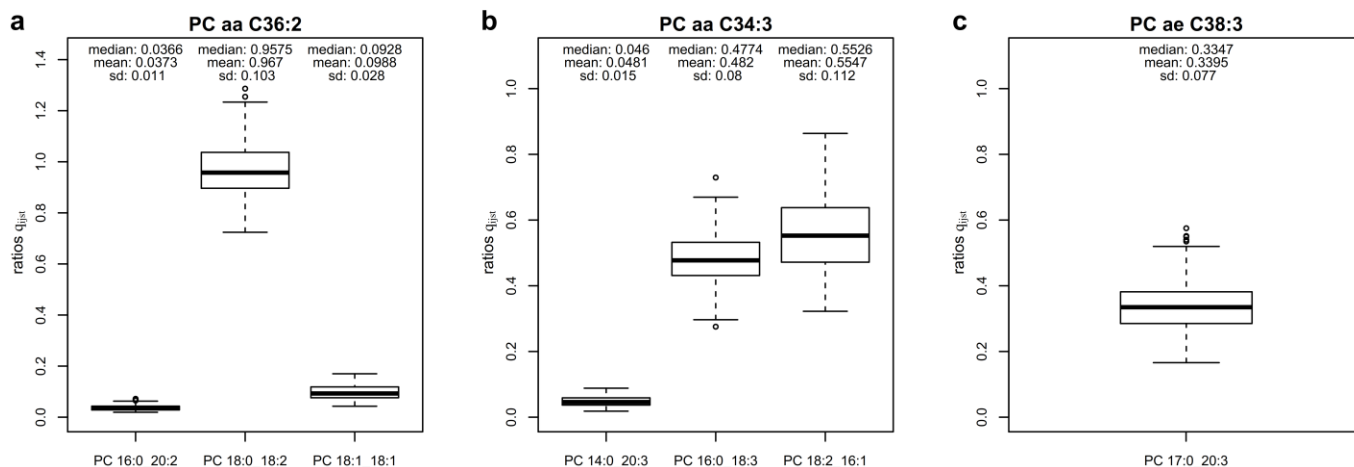 a
PC aa C36:2
median: 0.0366 median: 0.9575 median: 0.0928
mean: 0.0373 mean: 0.967 mean: 0.0988
sd: 0.011 sd: 0.103 sd: 0.028
ratios qijst
1.4
1.2
1.0
0.8
0.6
0.4
0.2
0.0
PC 16:0 20:2 PC 18:0 18:2 PC 18:1 18:1
b
PC aa C34:3
median: 0.046 median: 0.4774 median: 0.5526
mean: 0.0481 mean: 0.482 mean: 0.5547
sd: 0.015 sd: 0.08 sd: 0.112
ratios qijst
1.0
0.8
0.6
0.4
0.2
0.0
PC 14:0 20:3 PC 16:0 18:3 PC 18:2 16:1
c
PC ae C38:3
median: 0.3347
mean: 0.3395
sd: 0.077
ratios qijst
1.0
0.8
0.6
0.4
0.2
0.0
PC 17:0 20:3